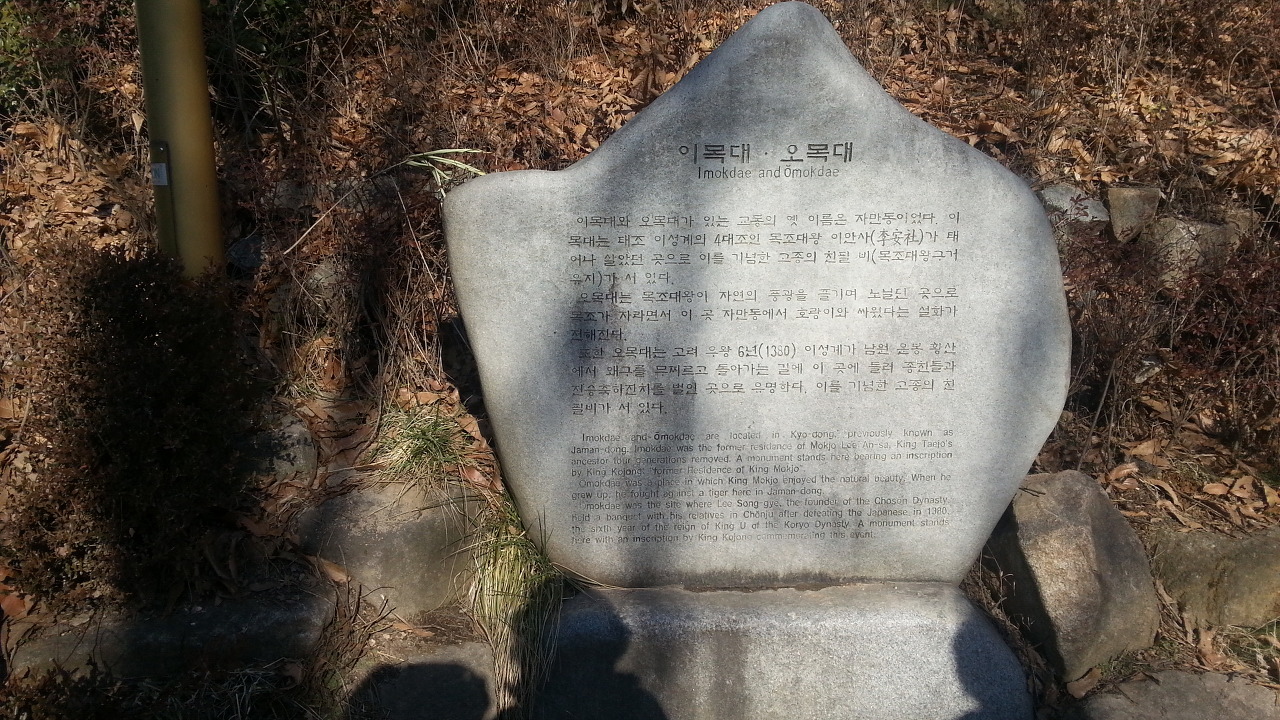 이목대 · 오목대
Imokdae and Ŏmokdae
이목대와 오목대가 있는 교동의 옛 이름은 자만동이었다. 이
목대는 태조 이성계의 4대조인 목조대왕 이안사(李安社)가 태
어나 살았던 곳으로 이를 기념한 고종의 친필 비(목조대왕구거
유지)가 서 있다.
오목대는 목조대왕이 자연의 풍광을 즐기며 노닐던 곳으로
목조가 자라면서 이 곳 자만동에서 호랑이와 싸웠다는 설화가
전해진다.
또한 오목대는 고려 우왕 6년(1380) 이성계가 남원 운봉 황산
에서 왜구를 무찌르고 돌아가는 길에 이 곳에 들러 종친들과
전승축하잔치를 벌인 곳으로 유명하다. 이를 기념한 고종의 친
필비가 서 있다.
Imokdae and Ŏmokdae are located in Kyo-dong, previously known as
Jaman-dong. Imokdae was the former residance of Mokjo Lee An-sa, King Taejo's
ancestor four generations removed. A monument stands here bearing an inscription
by King Kojong: "former Residence of King Mokjo".
Omokdae was a place in which King Mokjo enjoyed the natural beauty. When he
grew up, he fought against a tiger here in Jaman-dong.
Omokdae was the site where Lee Song-gye, the founder of the Chosen Dynasty,
held a banquet with his relatives in Chŏnju after defeating the Japanese in 1380,
the sixth year of the reign of King U of the Koryo Dynasty. A monument stands
here with an inscription by King Kojong commemorating this event.